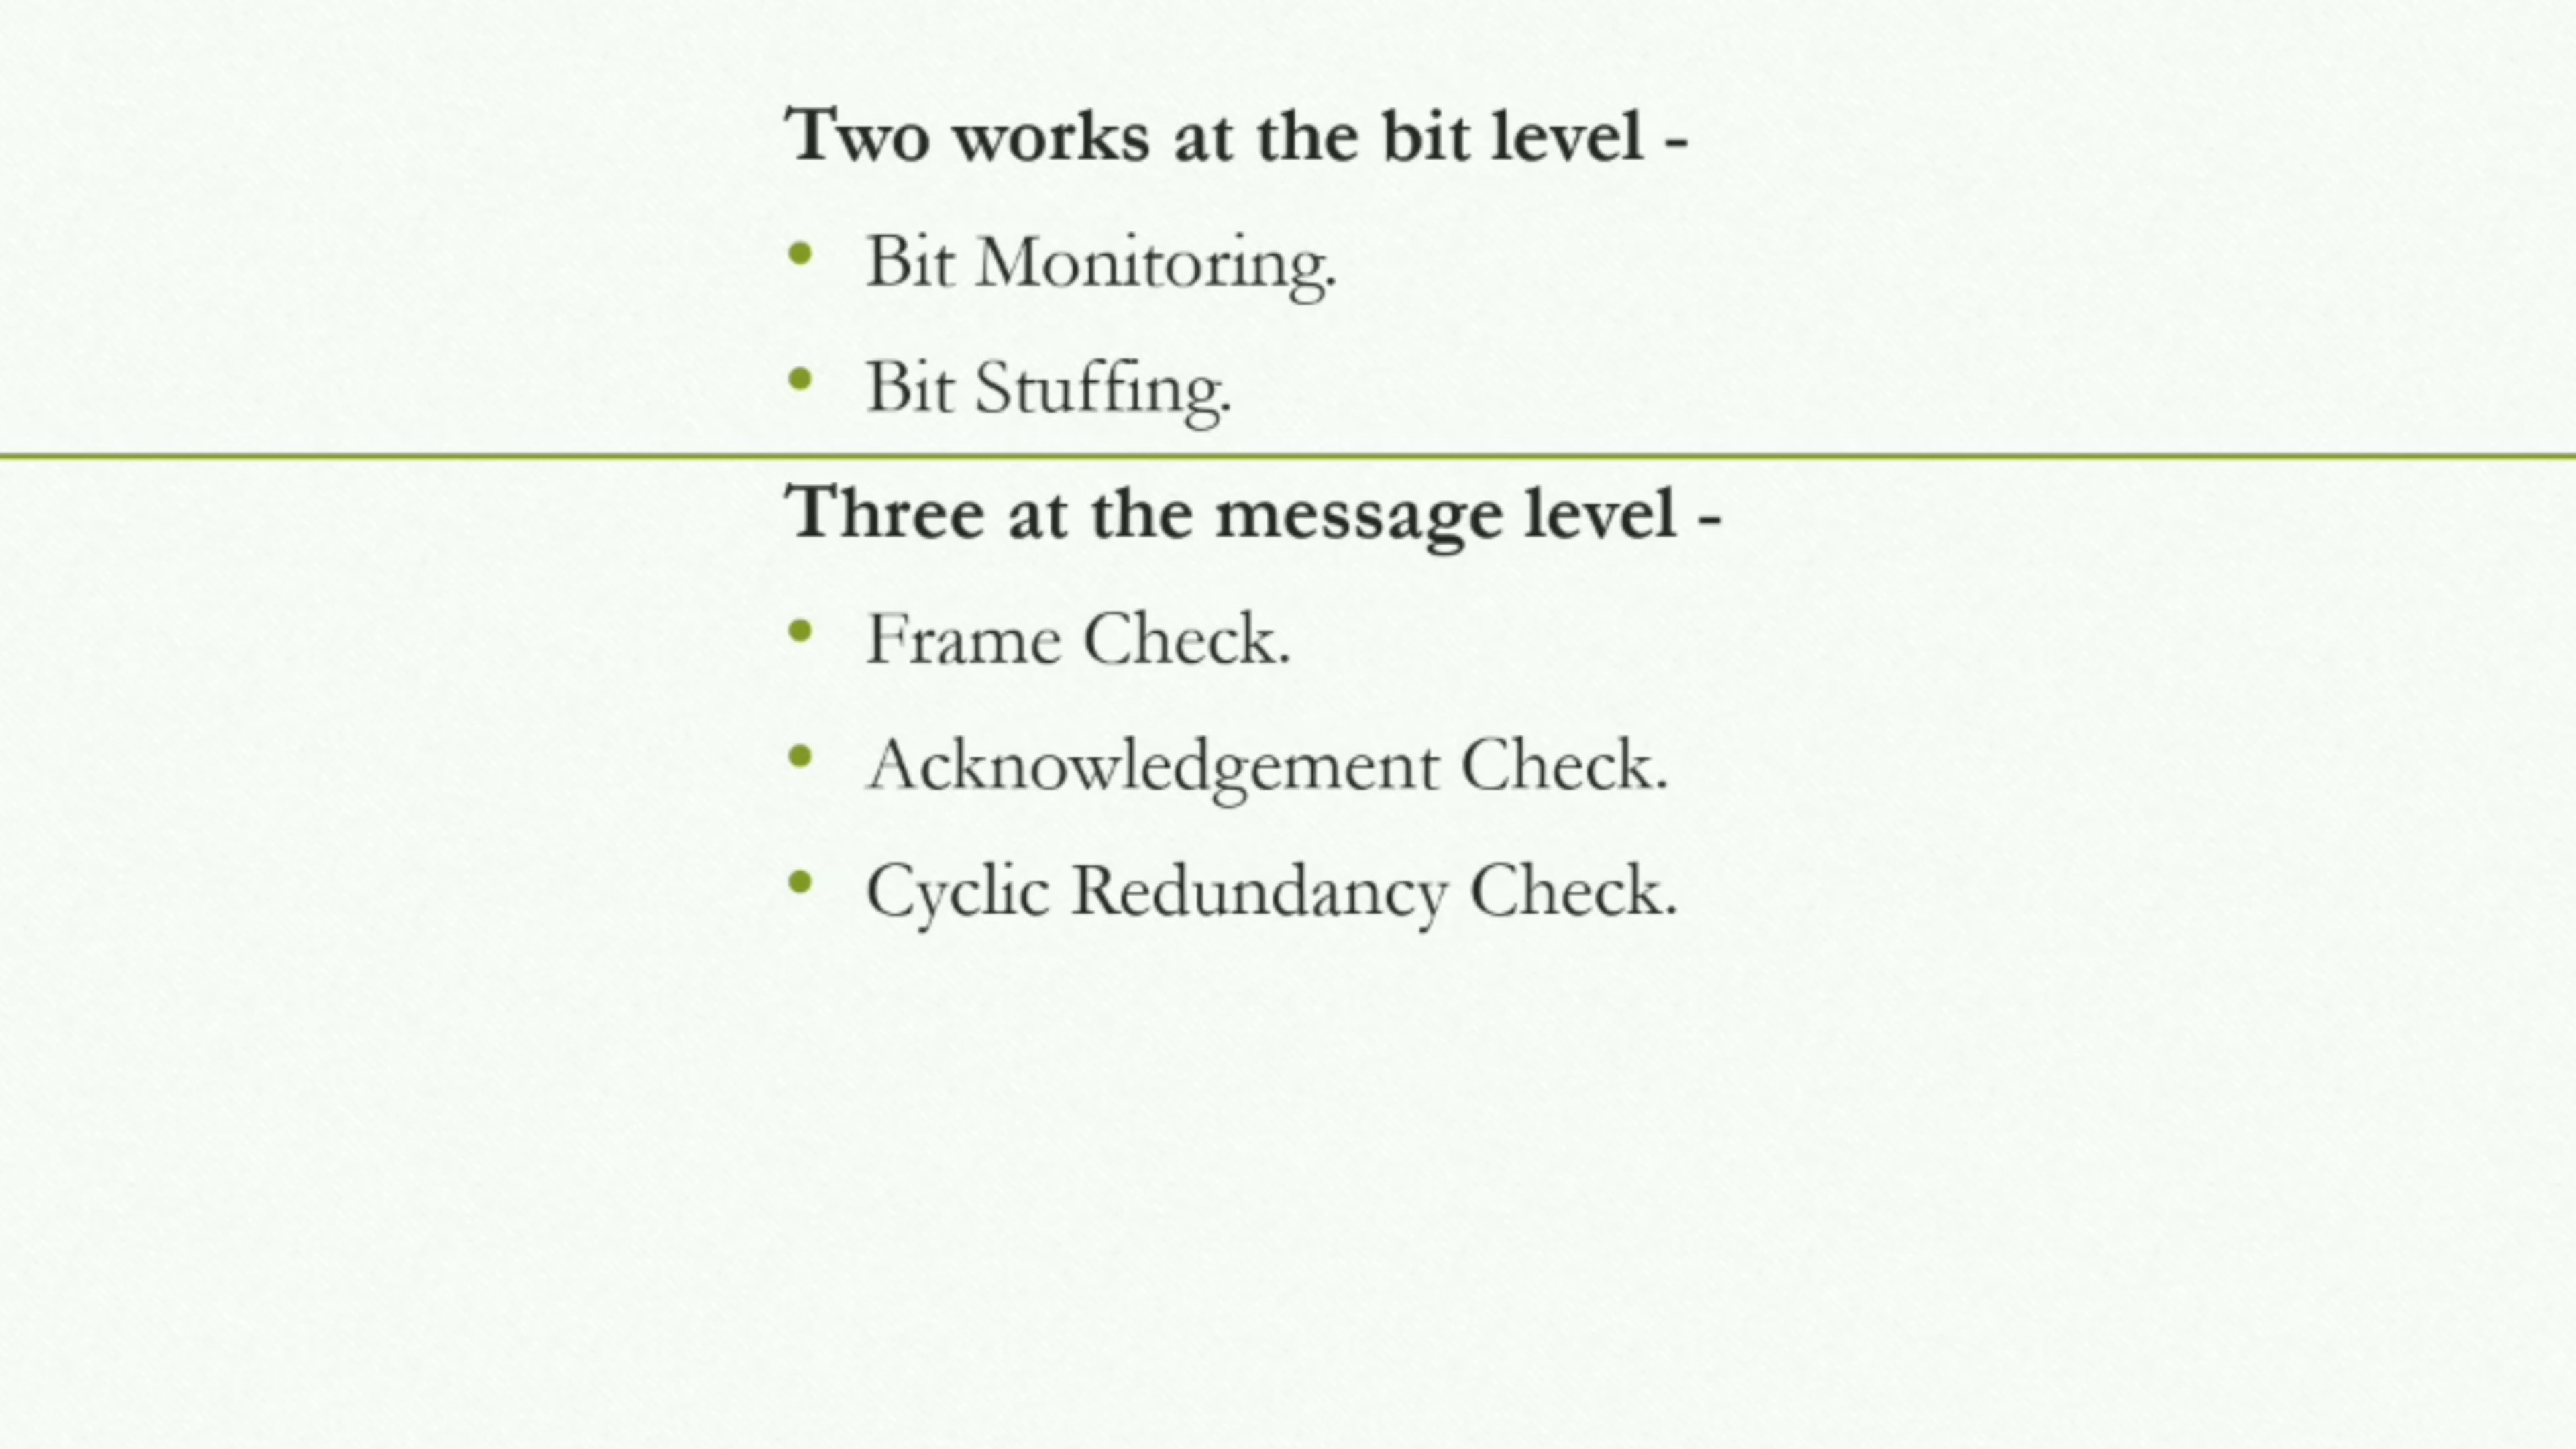 Two works at the bit level -
• Bit Monitoring.
• Bit Stuffing.
Three at the message level -
• Frame Check.
• Acknowledgement Check.
• Cyclic Redundancy Check.